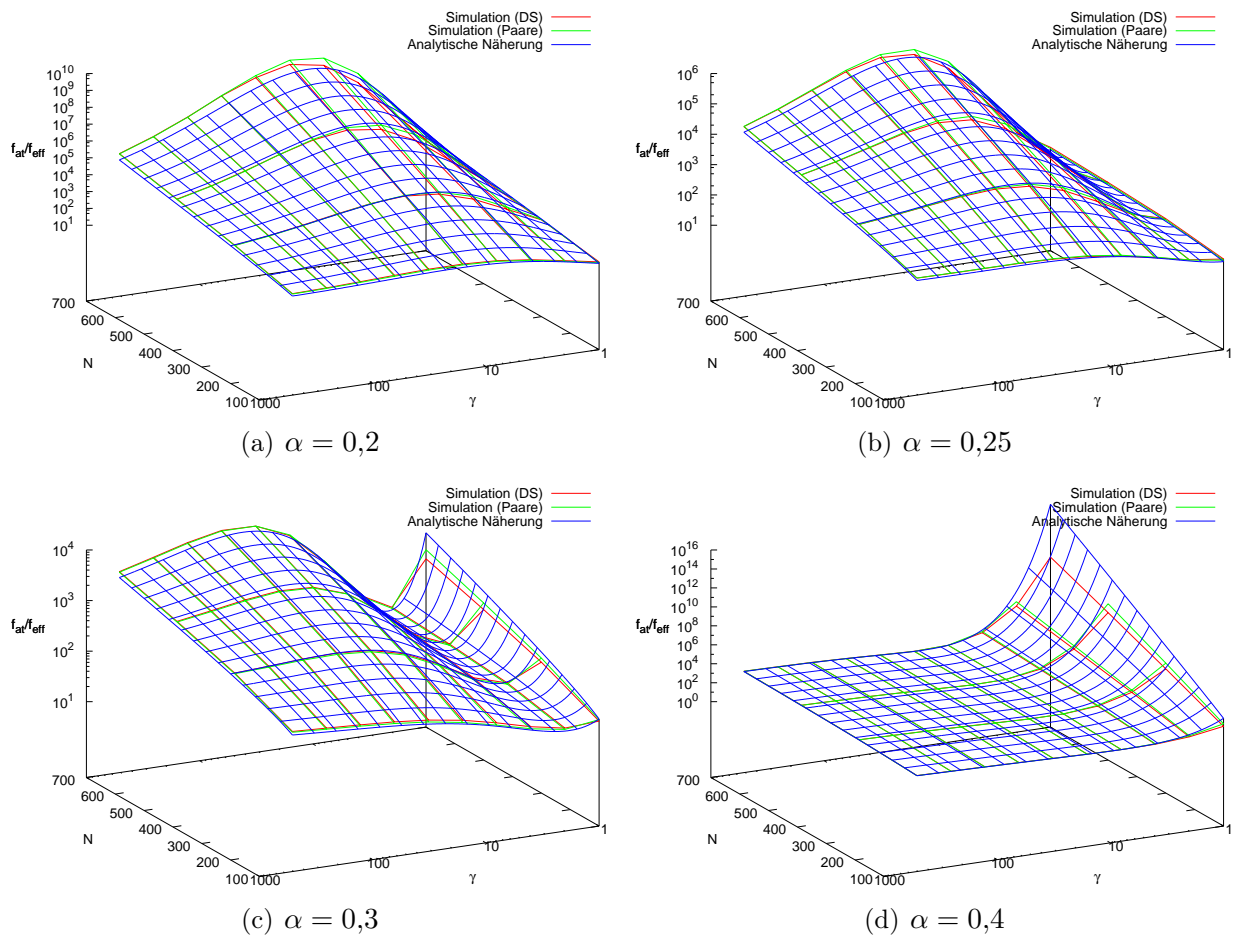 Simulation (DS)
Simulation (Paare)
Analytische Näherung
10^10
10^9
10^8
10^7
10^6
10^5
10^4
10^3
10^2
10^1
f_at/f_eff
700
600
500
400
300
200
100
N
1000
100
10
1
γ
(a) α = 0,2
Simulation (DS)
Simulation (Paare)
Analytische Näherung
10^6
10^5
10^4
10^3
10^2
10^1
f_at/f_eff
700
600
500
400
300
200
100
N
1000
100
10
1
γ
(b) α = 0,25
Simulation (DS)
Simulation (Paare)
Analytische Näherung
10^4
10^3
10^2
10^1
f_at/f_eff
700
600
500
400
300
200
100
N
1000
100
10
1
γ
(c) α = 0,3
Simulation (DS)
Simulation (Paare)
Analytische Näherung
10^16
10^14
10^12
10^10
10^8
10^6
10^4
10^2
10^0
f_at/f_eff
700
600
500
400
300
200
100
N
1000
100
10
1
γ
(d) α = 0,4